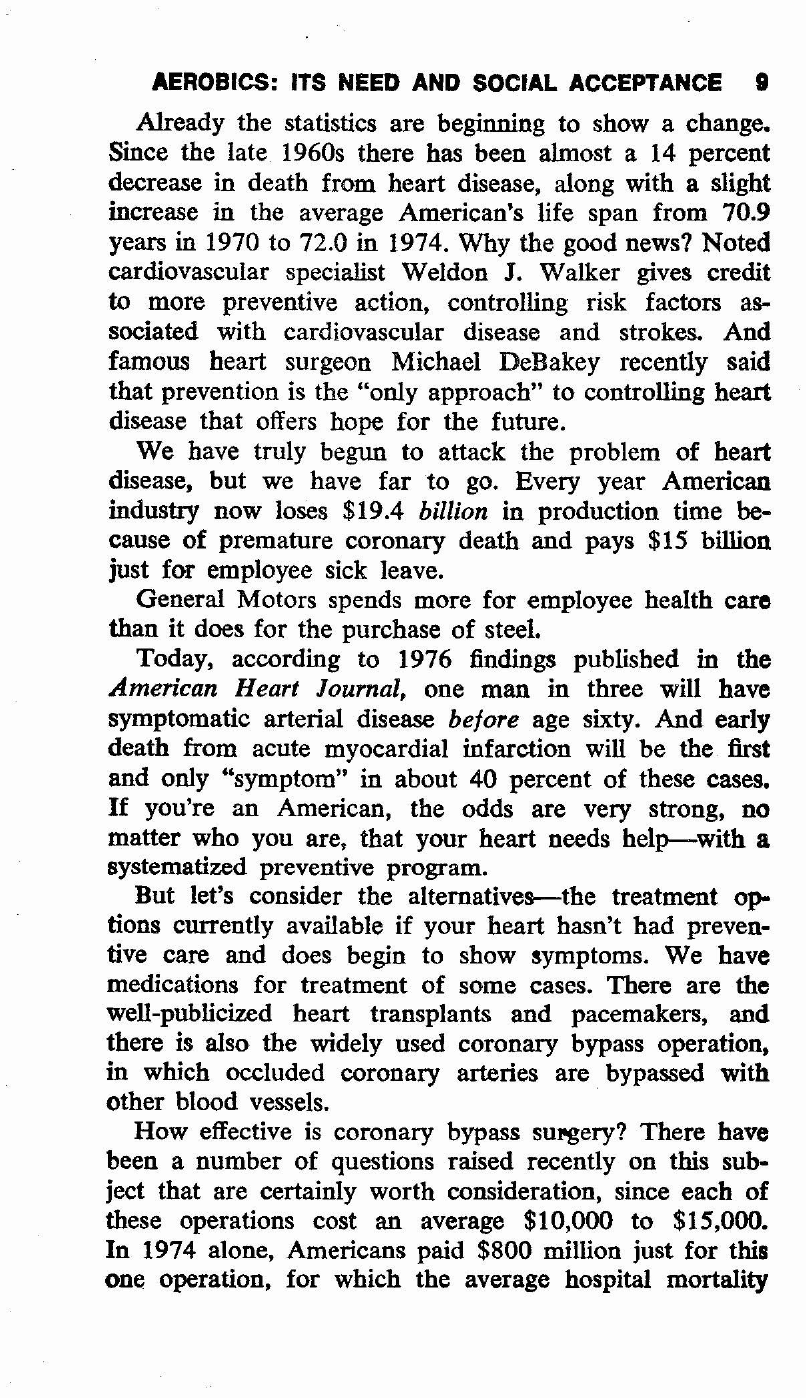 AEROBICS: ITS NEED AND SOCIAL ACCEPTANCE 9
Already the statistics are beginning to show a change.
Since the late 1960s there has been almost a 14 percent
decrease in death from heart disease, along with a slight
increase in the average American's life span from 70.9
years in 1970 to 72.0 in 1974. Why the good news? Noted
cardiovascular specialist Weldon J. Walker gives credit
to more preventive action, controlling risk factors as-
sociated with cardiovascular disease and strokes. And
famous heart surgeon Michael DeBakey recently said
that prevention is the “only approach” to controlling heart
disease that offers hope for the future.
We have truly begun to attack the problem of heart
disease, but we have far to go. Every year American
industry now loses $19.4 billion in production time be-
cause of premature coronary death and pays $15 billion
just for employee sick leave.
General Motors spends more for employee health care
than it does for the purchase of steel.
Today, according to 1976 findings published in the
American Heart Journal, one man in three will have
symptomatic arterial disease before age sixty. And early
death from acute myocardial infarction will be the first
and only “symptom” in about 40 percent of these cases.
If you're an American, the odds are very strong, no
matter who you are, that your heart needs help—with a
systematized preventive program.
But let's consider the alternatives—the treatment op-
tions currently available if your heart hasn't had preven-
tive care and does begin to show symptoms. We have
medications for treatment of some cases. There are the
well-publicized heart transplants and pacemakers, and
there is also the widely used coronary bypass operation,
in which occluded coronary arteries are bypassed with
other blood vessels.
How effective is coronary bypass surgery? There have
been a number of questions raised recently on this sub-
ject that are certainly worth consideration, since each of
these operations cost an average $10,000 to $15,000.
In 1974 alone, Americans paid $800 million just for this
one operation, for which the average hospital mortality